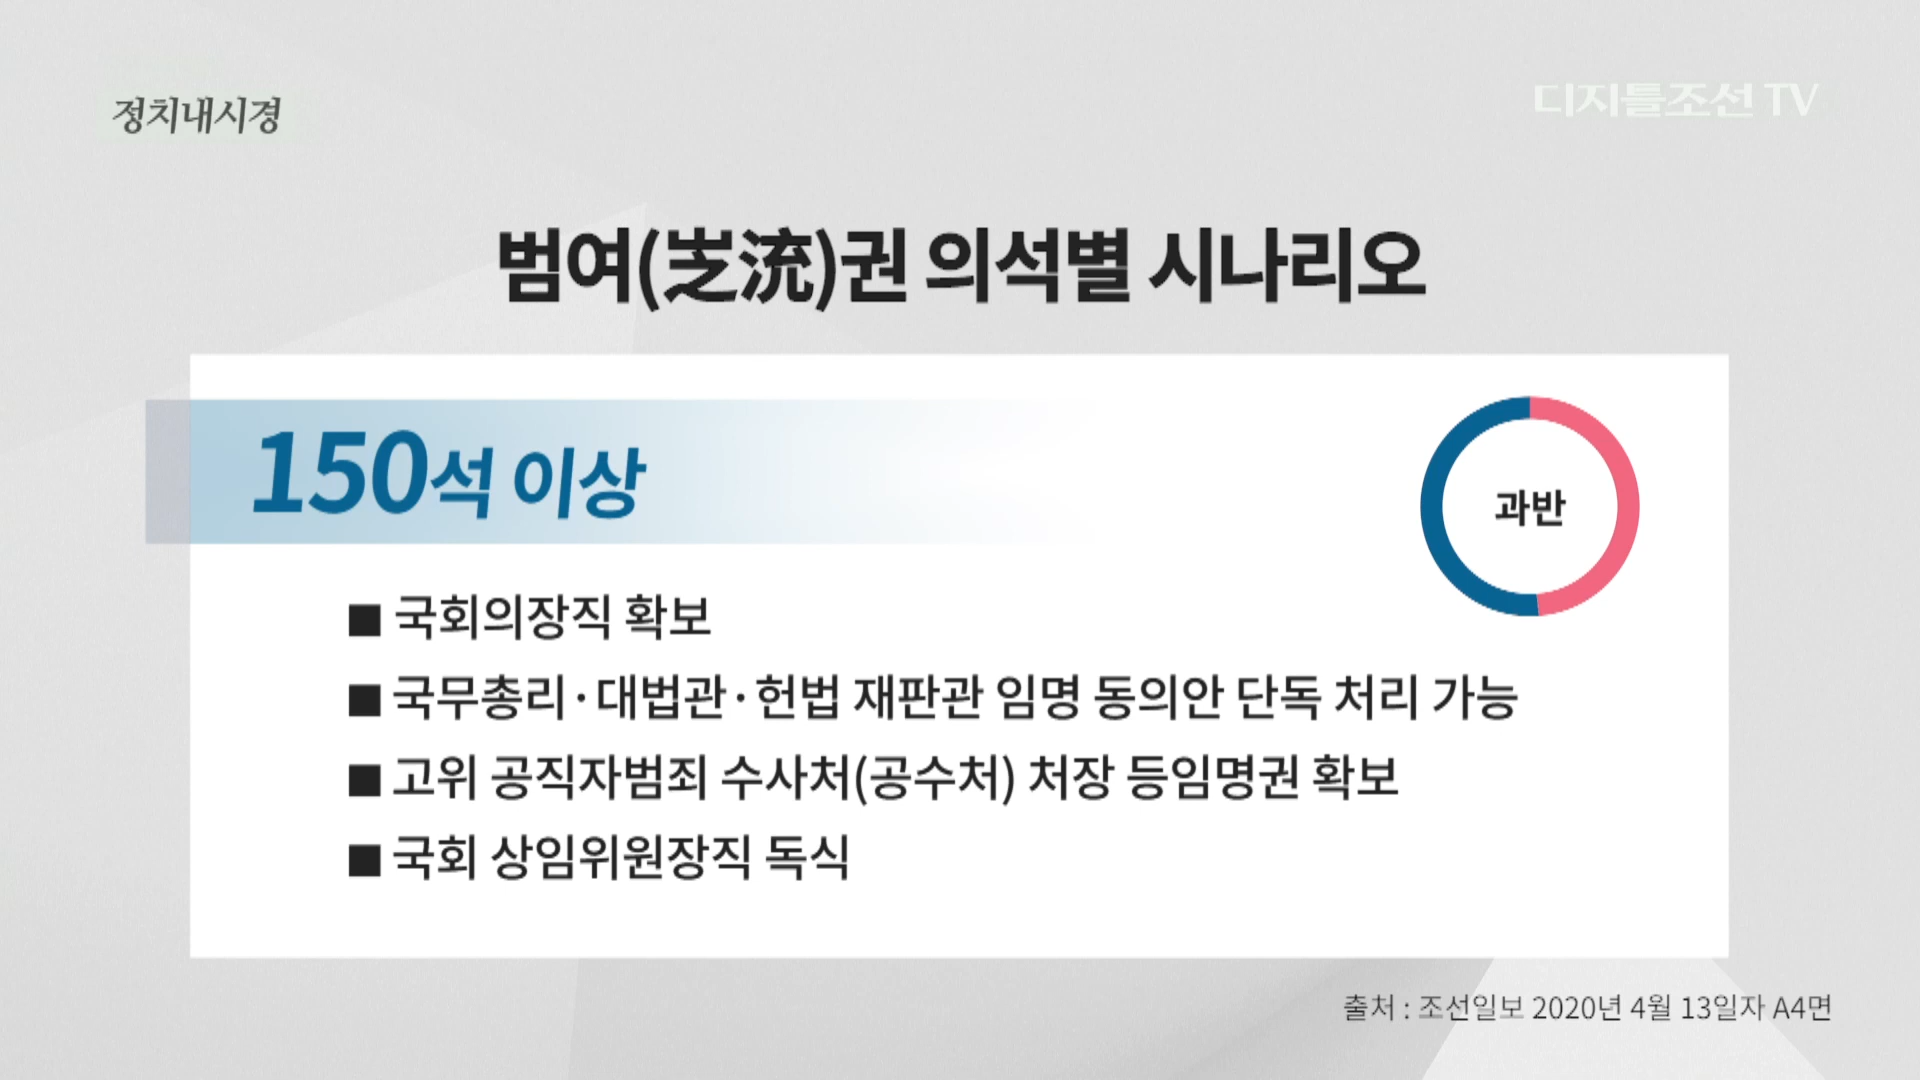 정치내시경
디지틀조선 TV
범여(芝流)권 의석별 시나리오
150석 이상
과반
■ 국회의장직 확보
■ 국무총리·대법관·헌법 재판관 임명 동의안 단독 처리 가능
■ 고위 공직자범죄 수사처(공수처) 처장 등임명권 확보
■ 국회 상임위원장직 독식
출처 : 조선일보 2020년 4월 13일자 A4면